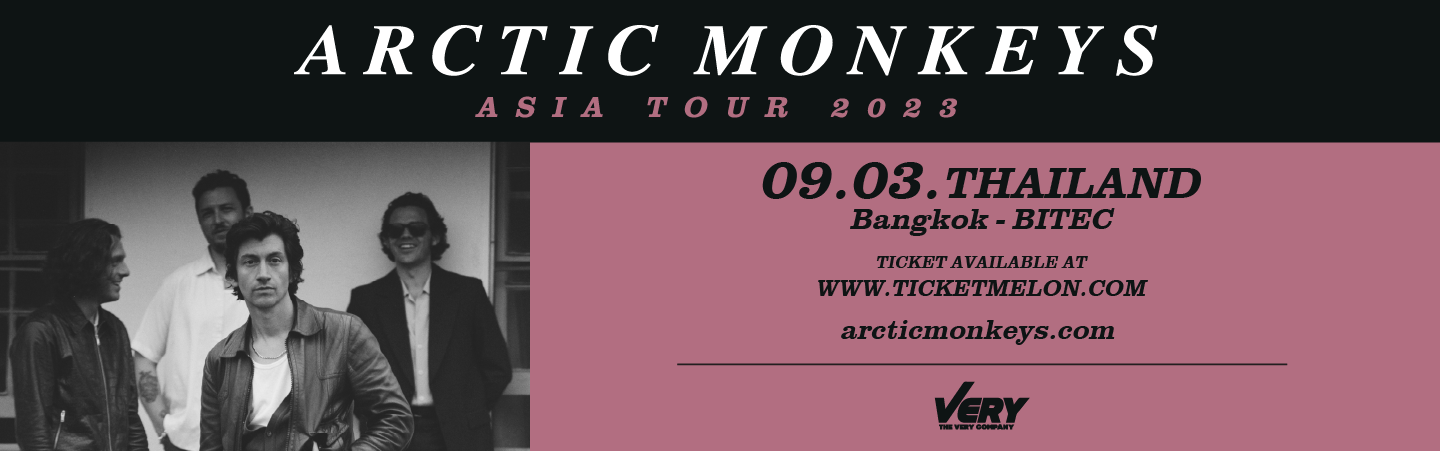 ARCTIC MONKEYS
ASIA TOUR 2023
09.03.THAILAND
Bangkok - BITEC
TICKET AVAILABLE AT
WWW.TICKETMELON.COM
arcticmonkeys.com
VERY
THE VERY COMPANY